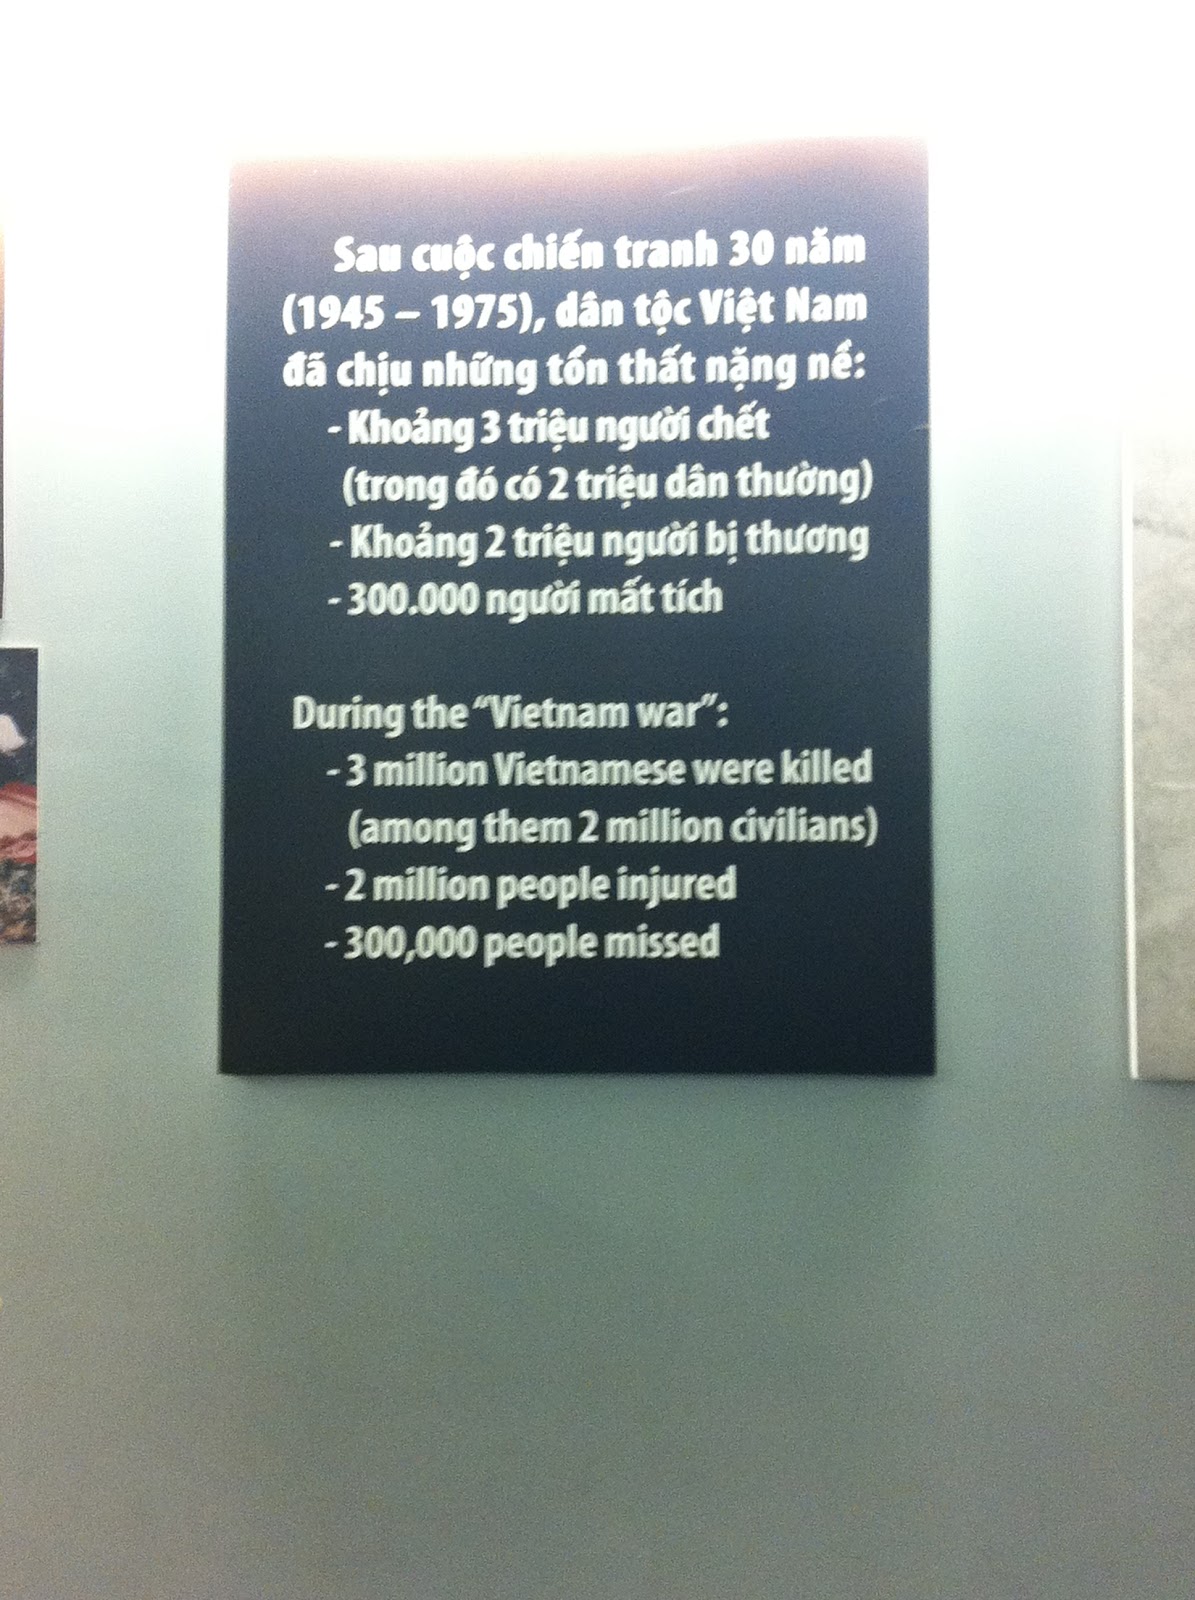 Sau cuộc chiến tranh 30 năm
(1945 – 1975), dân tộc Việt Nam
đã chịu những tổn thất nặng nề:
- Khoảng 3 triệu người chết
(trong đó có 2 triệu dân thường)
- Khoảng 2 triệu người bị thương
- 300.000 người mất tích
During the “Vietnam war”:
- 3 million Vietnamese were killed
(among them 2 million civilians)
- 2 million people injured
- 300,000 people missed